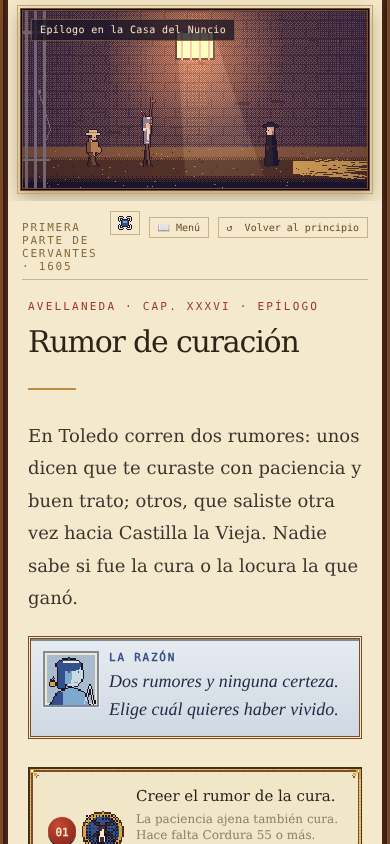 Epílogo en la Casa del Nuncio
PRIMERA
PARTE DE
CERVANTES
· 1605
📖 Menú
↺ Volver al principio
AVELLANEDA · CAP. XXXVI · EPÍLOGO
Rumor de curación
En Toledo corren dos rumores: unos
dicen que te curaste con paciencia y
buen trato; otros, que saliste otra
vez hacia Castilla la Vieja. Nadie
sabe si fue la cura o la locura la que
ganó.
LA RAZÓN
Dos rumores y ninguna certeza.
Elige cuál quieres haber vivido.
Creer el rumor de la cura.
01
La paciencia ajena también cura.
Hace falta Cordura 55 o más.